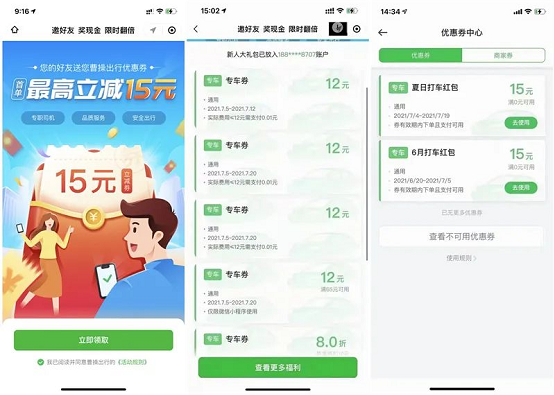 9:16
邀好友 奖现金 限时翻倍
您的好友送您曹操出行优惠券
首单
最高立减15元
专职司机
品质服务
安全出行
15元
立减券
立即领取
我已阅读并同意曹操出行的《活动规则》
15:02
邀好友 奖现金 限时翻倍
新人大礼包已放入188****8707账户
专车
专车券
12元
• 通用
• 2021.7.5-2021.7.12
• 实际费用≤12元需支付0.01元
专车
专车券
12元
• 通用
• 2021.7.5-2021.7.20
• 实际费用≤12元需支付0.01元
专车
专车券
12元
• 通用
• 2021.7.5-2021.7.20
• 实际费用≤12元需支付0.01元
专车
专车券
12元
• 通用
• 2021.7.5-2021.7.20
• 仅限微信小程序使用
专车
专车券
8.0折
查看更多福利
14:34
优惠券中心
优惠券
商家券
专车
夏日打车红包
15元
满0元可用
• 通用
• 2021/7/4~2021/7/19
• 券有效期内下单且支付可用
去使用
专车
6月打车红包
15元
满0元可用
• 通用
• 2021/6/20~2021/7/5
• 券有效期内下单且支付可用
去使用
已无更多优惠券
查看不可用优惠券
使用规则 〉